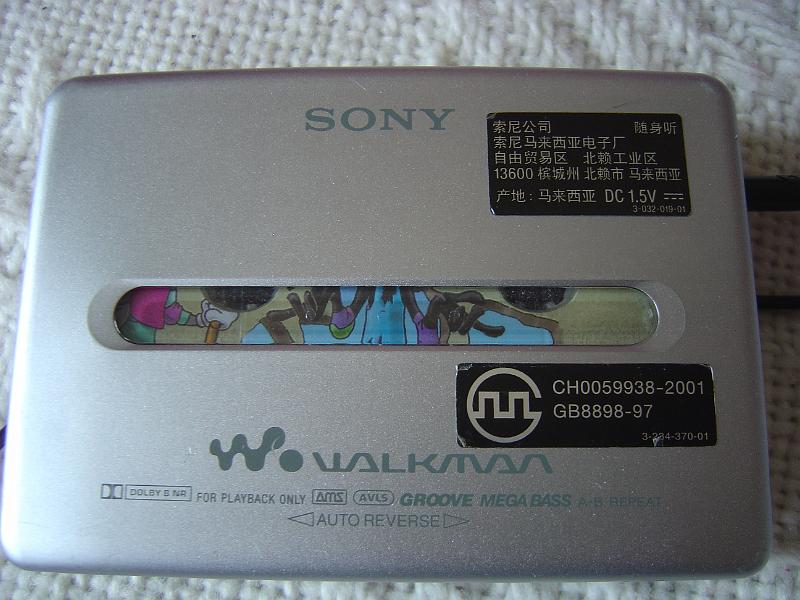 SONY
索尼公司 随身听
索尼马来西亚电子厂
自由贸易区 北赖工业区
13600 槟城州 北赖市 马来西亚
产地: 马来西亚 DC 1.5V
3-032-019-01
CH0059938-2001
GB8898-97
3-234-370-01
WALKMAN
DOLBY B NR FOR PLAYBACK ONLY AMS AVLS GROOVE MEGA BASS A-B REPEAT
AUTO REVERSE